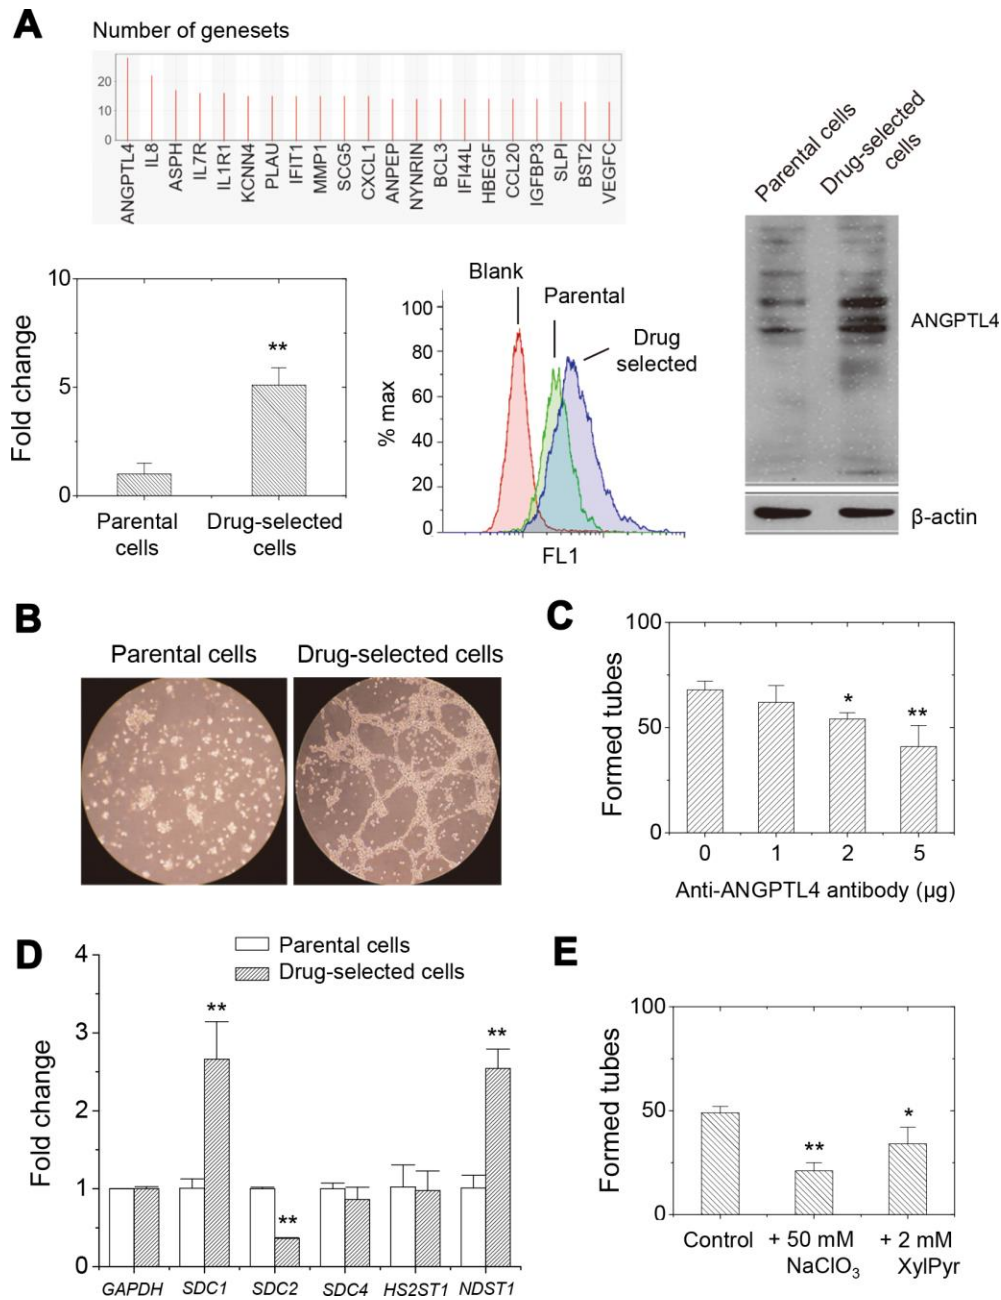 A
Number of genesets
20
10
0
ANGPTL4
IL8
ASPH
IL7R
IL1R1
KCNN4
PLAU
IFIT1
MMP1
SCG5
CXCL1
ANPEP
NYNRIN
BCL3
IFI44L
HBEGF
CCL20
IGFBP3
SLPI
BST2
VEGFC
Fold change
10
5
0
**
Parental
cells
Drug-selected
cells
% max
100
80
60
40
20
0
Blank
Parental
Drug
selected
FL1
Parental cells
Drug-selected
cells
ANGPTL4
β-actin
B
Parental cells
Drug-selected cells
C
Formed tubes
100
50
0
*
**
0 1 2 5
Anti-ANGPTL4 antibody (µg)
D
Parental cells
Drug-selected cells
Fold change
4
3
2
1
0
**
**
**
GAPDH SDC1 SDC2 SDC4 HS2ST1 NDST1
E
Formed tubes
100
50
0
**
*
Control
+ 50 mM
NaClO₃
+ 2 mM
XylPyr